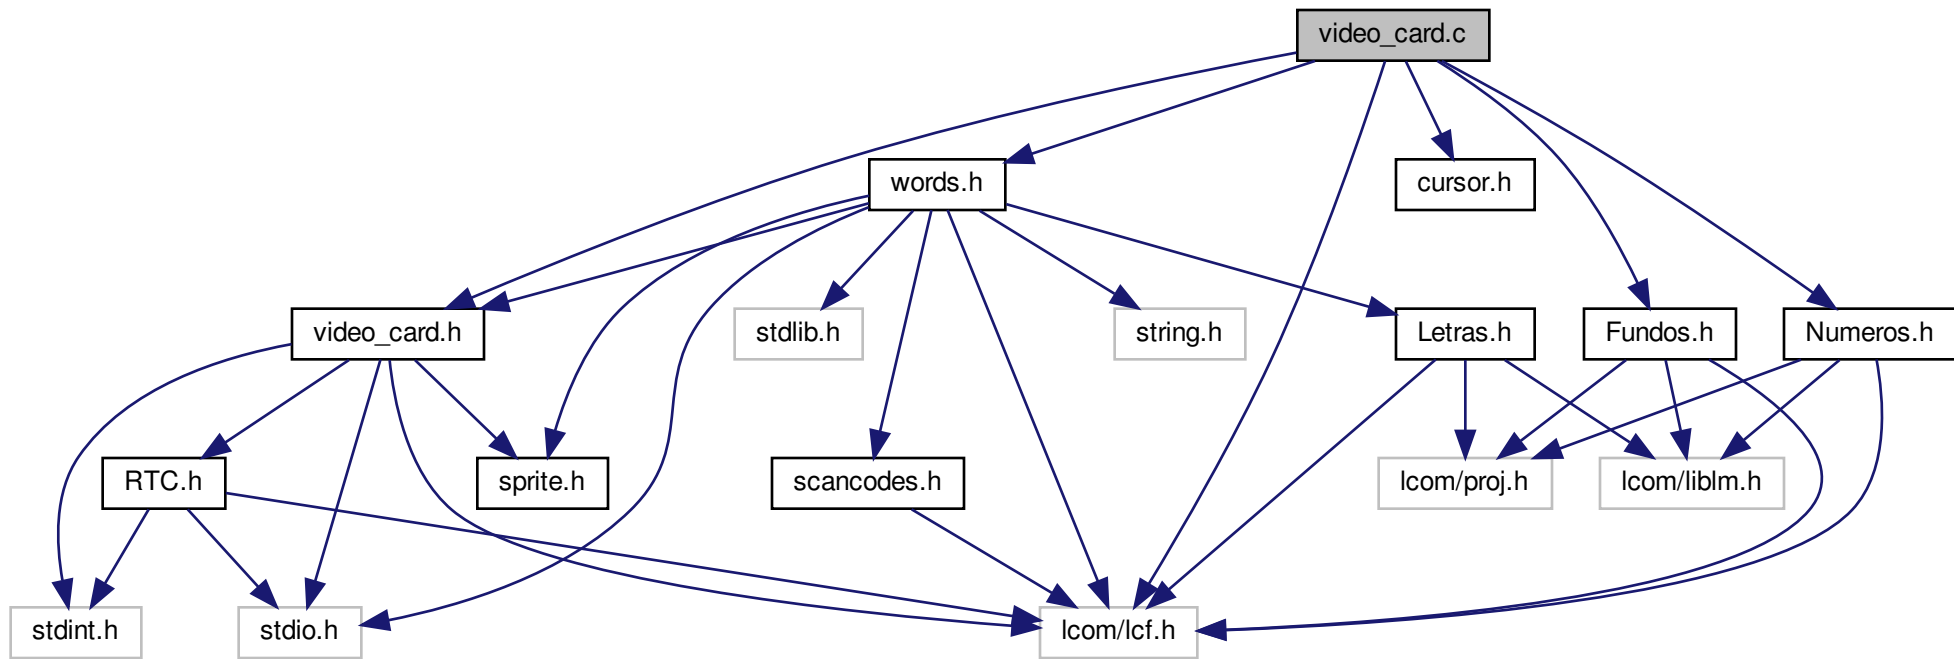 video_card.c
words.h
cursor.h
video_card.h
stdlib.h
string.h
Letras.h
Fundos.h
Numeros.h
RTC.h
sprite.h
scancodes.h
lcom/proj.h
lcom/liblm.h
stdint.h
stdio.h
lcom/lcf.h